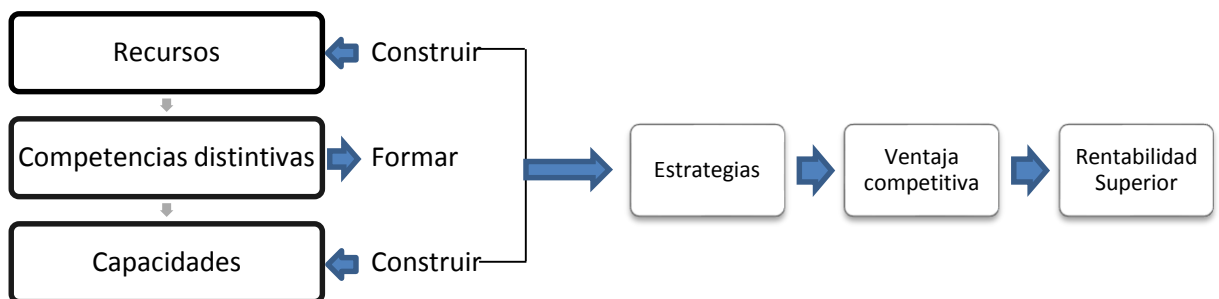 Recursos
Construir
Competencias distintivas
Formar
Capacidades
Construir
Estrategias
Ventaja
competitiva
Rentabilidad
Superior